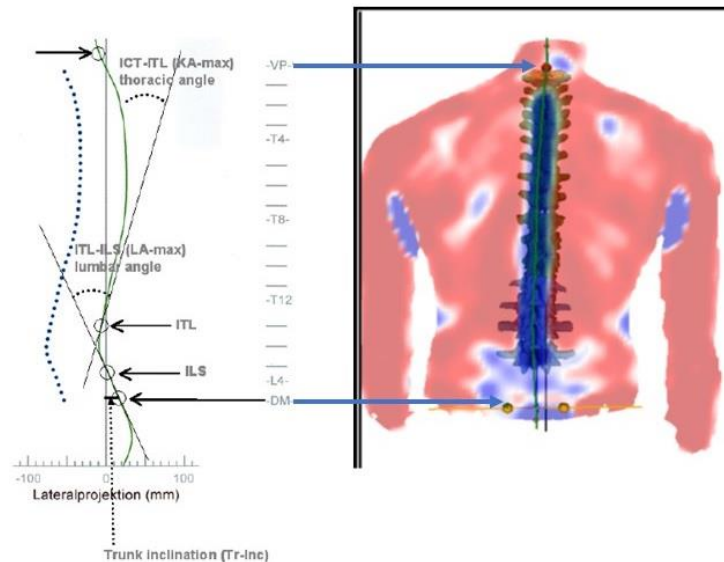 ICT-ITL (KA-max)
thoracic angle
-VP-
-T4-
-T8-
ITL-ILS (LA-max)
lumbar angle
-T12
ITL
ILS
-L4-
-DM-
-100 0 100
Lateralprojektion (mm)
Trunk inclination (Tr-Inc)